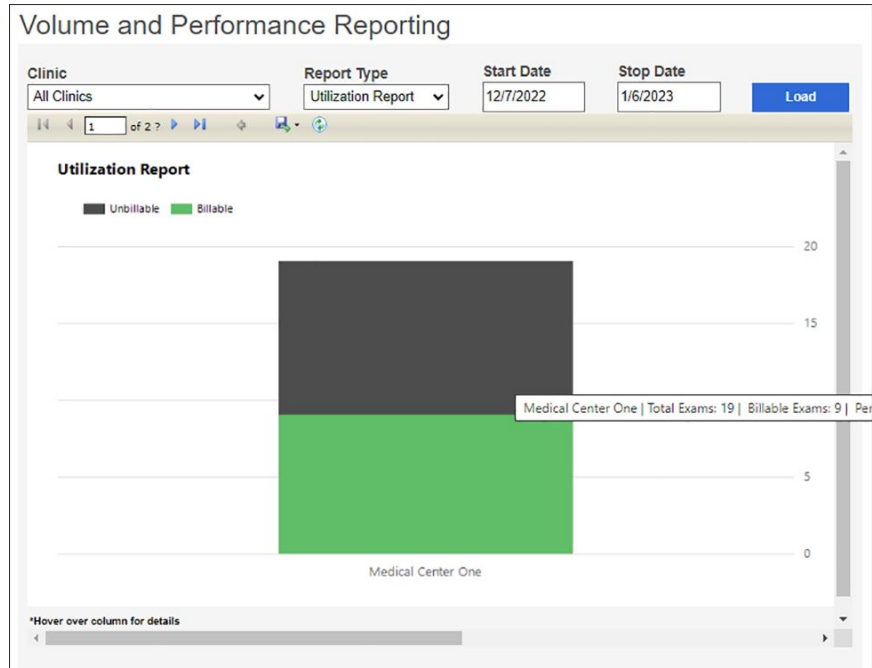 Volume and Performance Reporting
Clinic Report Type Start Date Stop Date
All Clinics Utilization Report 12/7/2022 1/6/2023 Load
1 of 2 ?
Utilization Report
Unbillable Billable
20
15
Medical Center One | Total Exams: 19 | Billable Exams: 9 | Per
5
0
Medical Center One
*Hover over column for details